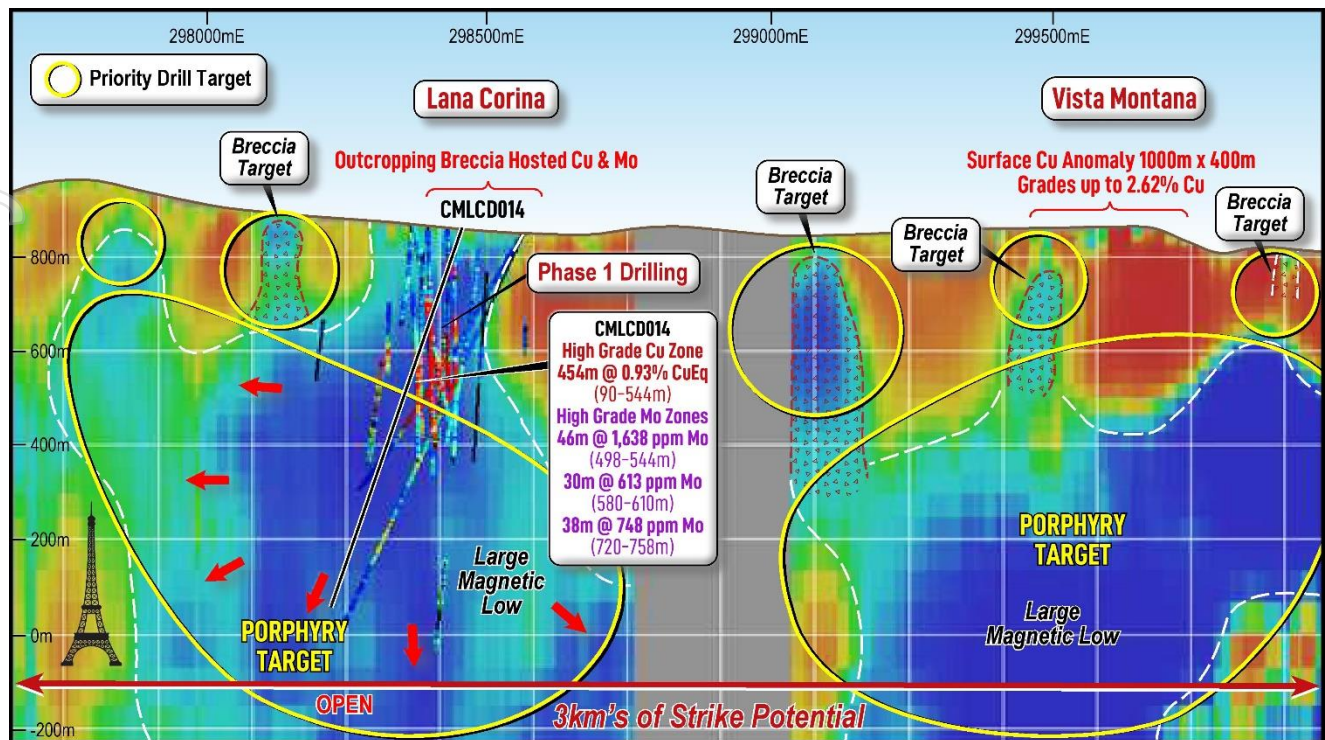 298000mE
298500mE
299000mE
299500mE
Priority Drill Target
Lana Corina
Vista Montana
Breccia
Target
Outcropping Breccia Hosted Cu & Mo
CMLCD014
Breccia
Target
Surface Cu Anomaly 1000m x 400m
Grades up to 2.62% Cu
Breccia
Target
Breccia
Target
800m
600m
400m
200m
0m
-200m
Phase 1 Drilling
CMLCD014
High Grade Cu Zone
454m @ 0.93% CuEq
(90-544m)
High Grade Mo Zones
46m @ 1,638 ppm Mo
(498-544m)
30m @ 613 ppm Mo
(580-610m)
38m @ 748 ppm Mo
(720-758m)
Large
Magnetic
Low
PORPHYRY
TARGET
PORPHYRY
TARGET
Large
Magnetic Low
OPEN
3km's of Strike Potential